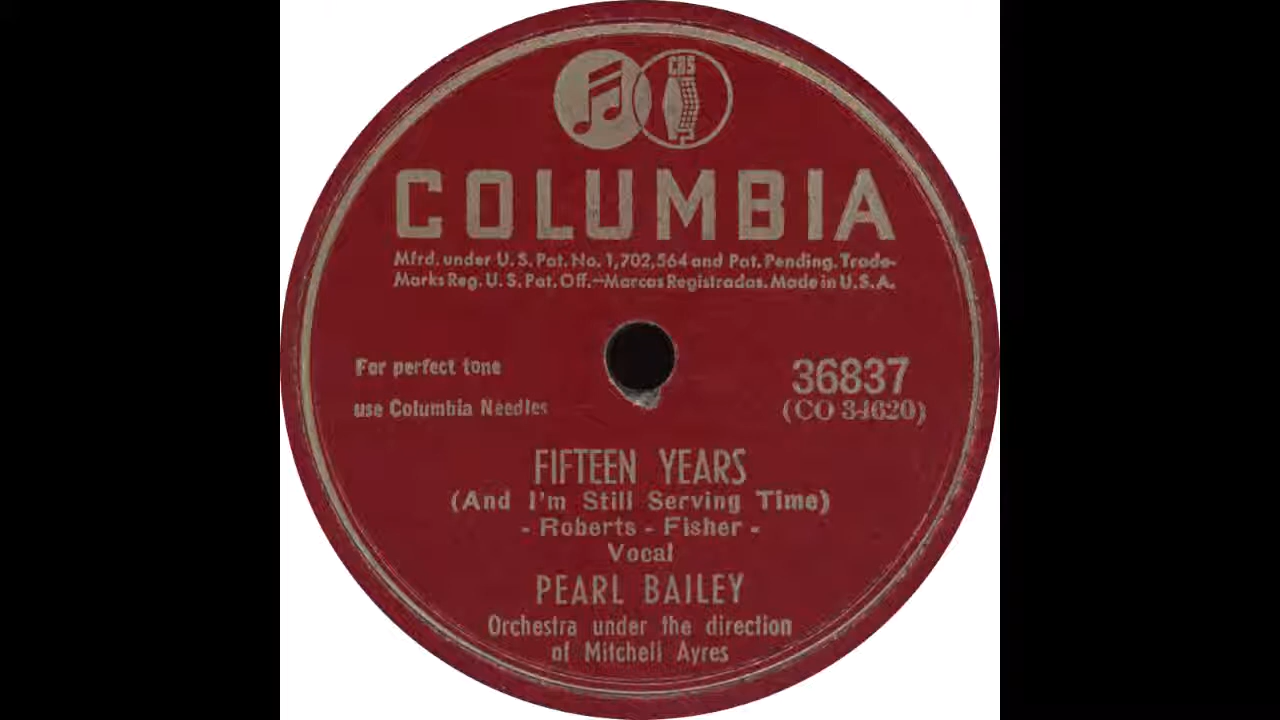 CBS
COLUMBIA
Mfrd. under U. S. Pat. No. 1,702,564 and Pat. Pending. Trade-
Marks Reg. U. S. Pat. Off.—Marcas Registradas. Made in U. S. A.
For perfect tone
use Columbia Needles
36837
(CO 34620)
FIFTEEN YEARS
(And I'm Still Serving Time)
- Roberts - Fisher -
Vocal
PEARL BAILEY
Orchestra under the direction
of Mitchell Ayres